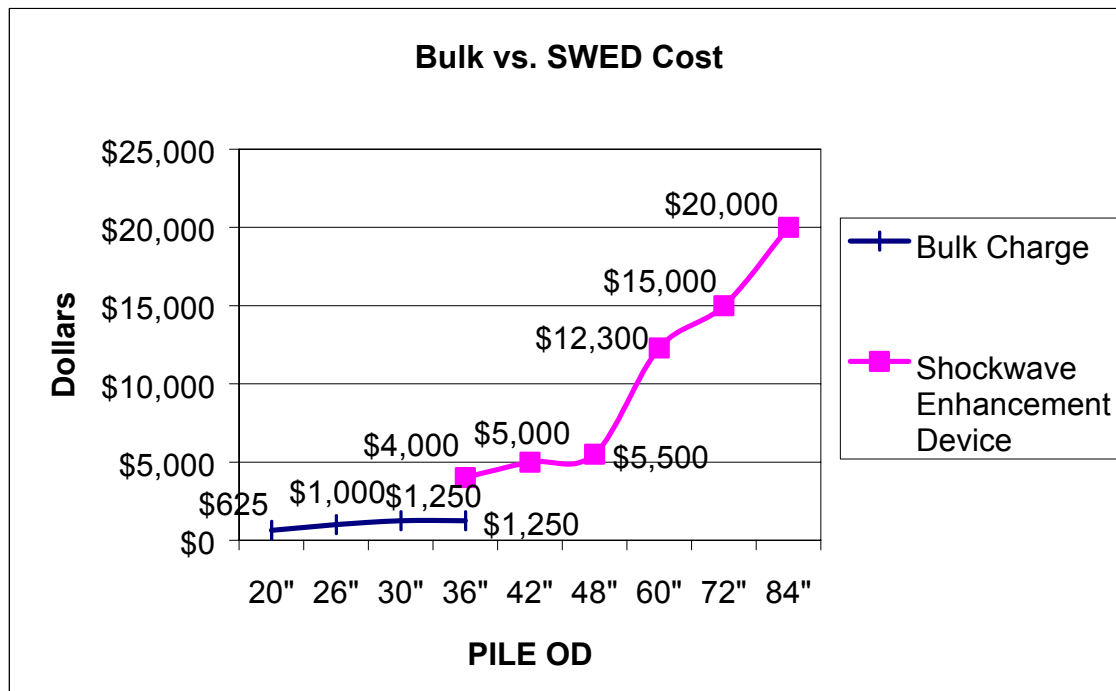 Bulk vs. SWED Cost
$25,000
$20,000
$15,000
$10,000
$5,000
$0
Dollars
$625
$1,000
$1,250
$1,250
$4,000
$5,000
$5,500
$12,300
$15,000
$20,000
20" 26" 30" 36" 42" 48" 60" 72" 84"
PILE OD
Bulk Charge
Shockwave
Enhancement
Device